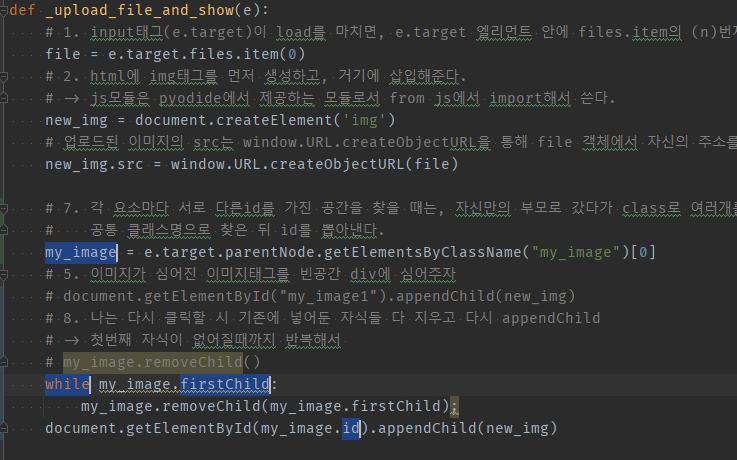 def _upload_file_and_show(e):
# 1. input태그(e.target)이 load를 마치면, e.target 엘리먼트 안에 files.item의 (n)번째
file = e.target.files.item(0)
# 2. html에 img태그를 먼저 생성하고, 거기에 삽입해준다.
# -> js모듈은 pyodide에서 제공하는 모듈로서 from js에서 import해서 쓴다.
new_img = document.createElement('img')
# 업로드된 이미지의 src는 window.URL.createObjectURL을 통해 file 객체에서 자신의 주소를
new_img.src = window.URL.createObjectURL(file)
# 7. 각 요소마다 서로 다른id를 가진 공간을 찾을 때는, 자신만의 부모로 갔다가 class로 여러개를
# 공통 클래스명으로 찾은 뒤 id를 뽑아낸다.
my_image = e.target.parentNode.getElementsByClassName("my_image")[0]
# 5. 이미지가 심어진 이미지태그를 빈공간 div에 심어주자
# document.getElementById("my_image1").appendChild(new_img)
# 8. 나는 다시 클릭할 시 기존에 넣어둔 자식들 다 지우고 다시 appendChild
# -> 첫번째 자식이 없어질때까지 반복해서
# my_image.removeChild()
while my_image.firstChild:
my_image.removeChild(my_image.firstChild);
document.getElementById(my_image.id).appendChild(new_img)